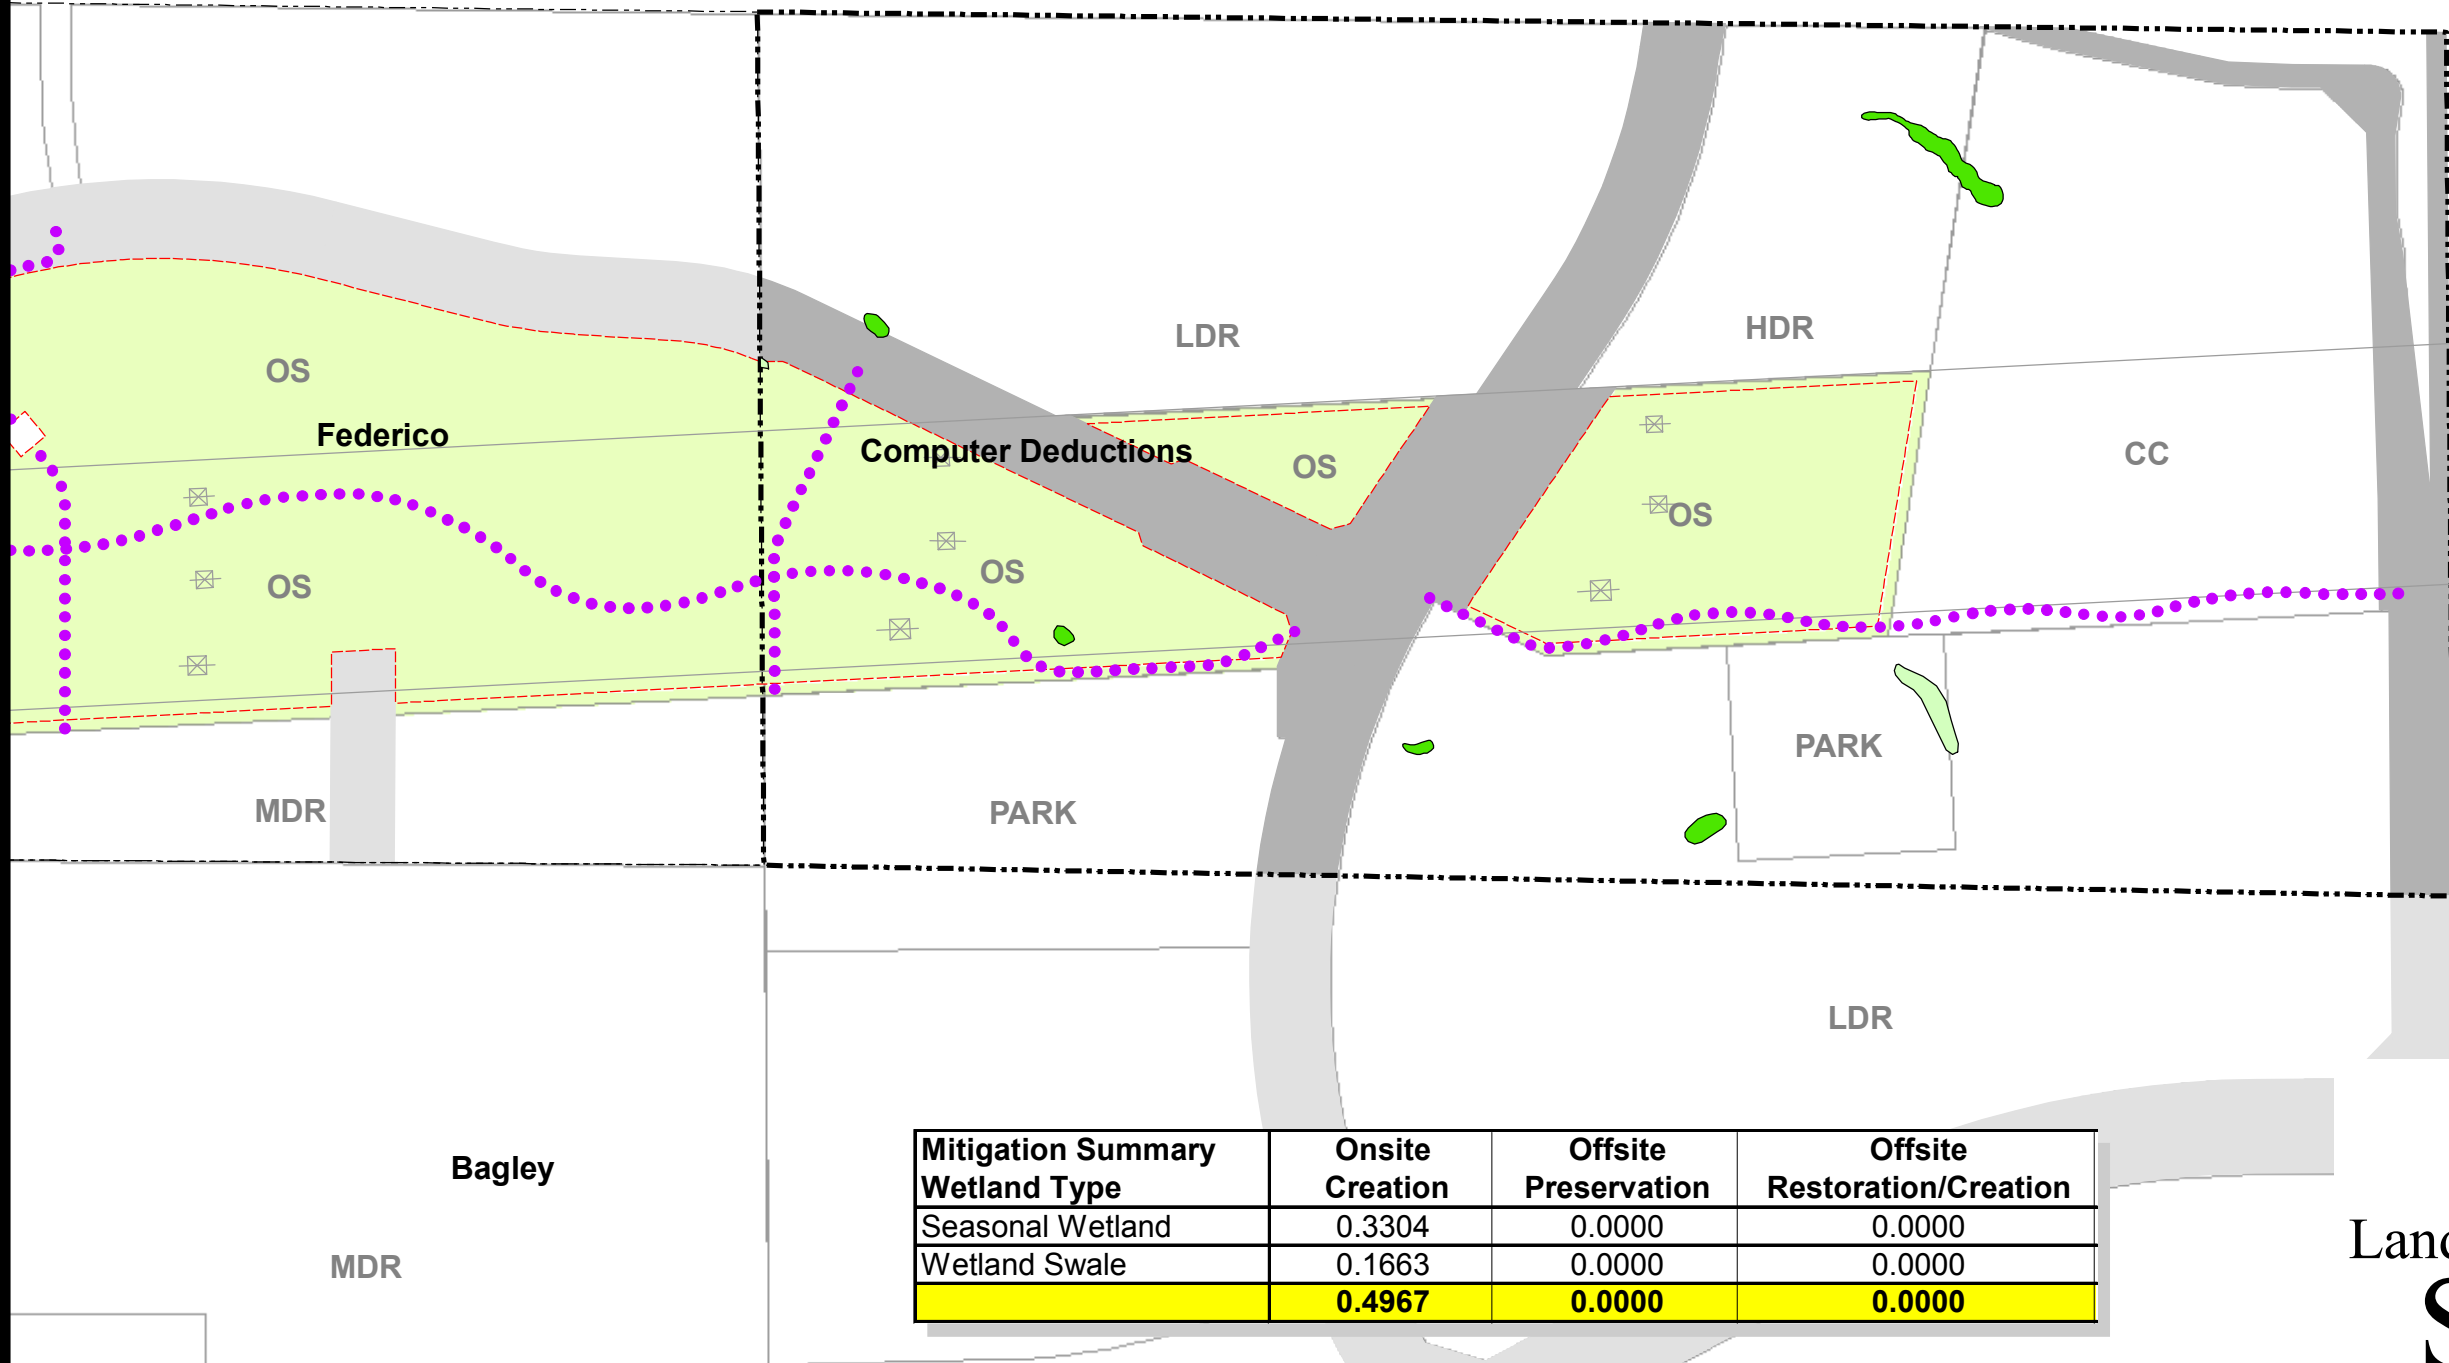 LDR
HDR
OS
Federico
Computer Deductions
OS
CC
OS
OS
OS
MDR
PARK
PARK
LDR
Bagley
MDR
Mitigation Summary Wetland Type Onsite Creation Offsite Preservation Offsite Restoration/Creation
Seasonal Wetland 0.3304 0.0000 0.0000
Wetland Swale 0.1663 0.0000 0.0000
0.4967 0.0000 0.0000